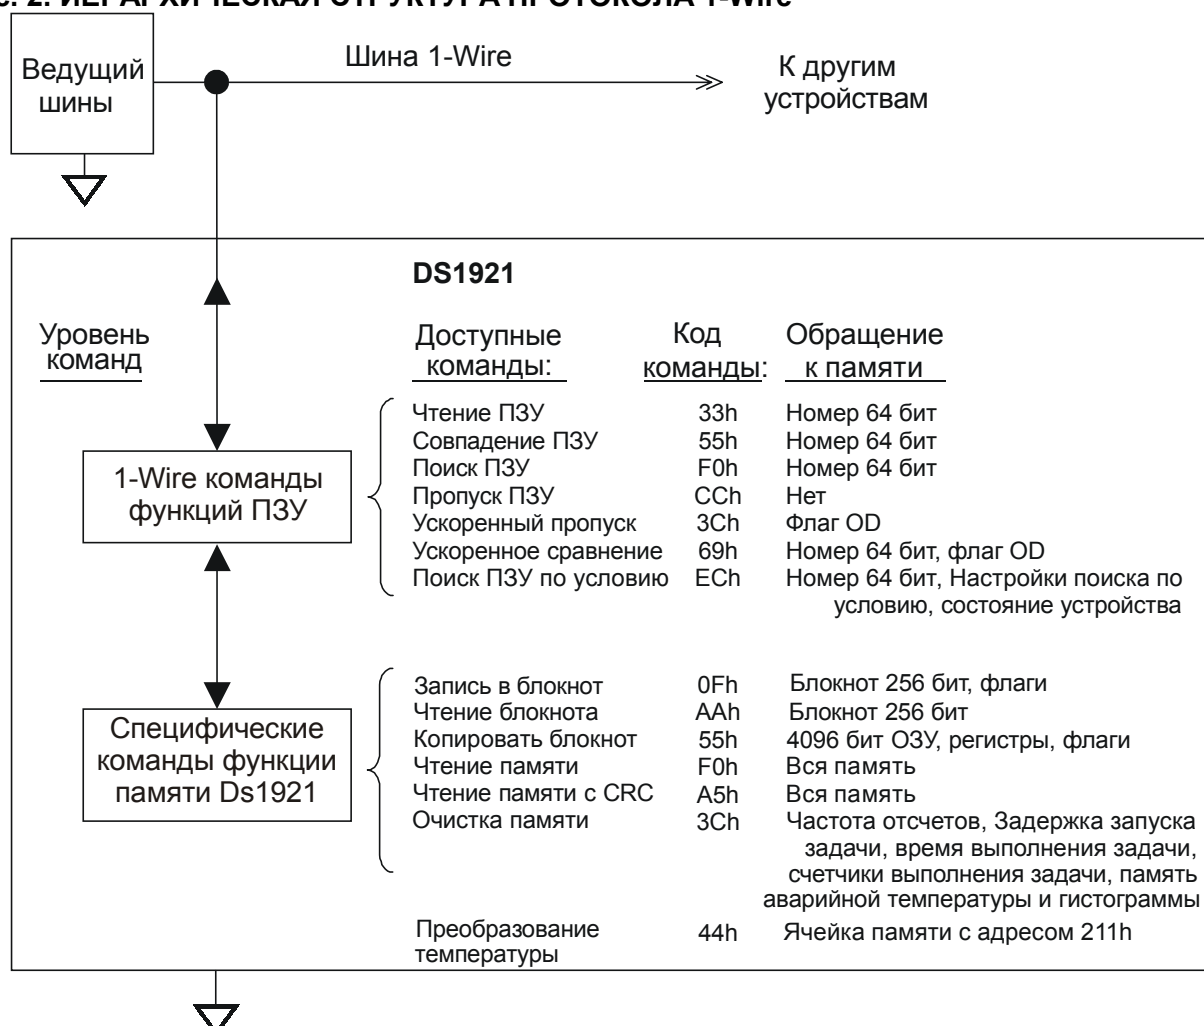 с. 2. ИЕРАРХИЧЕСКАЯ СТРУКТУРА ПРОТОКОЛА 1-Wire
Ведущий
шины
Шина 1-Wire
К другим
устройствам
DS1921
Уровень
команд
Доступные
команды:
Код
команды:
Обращение
к памяти
1-Wire команды
функций ПЗУ
Чтение ПЗУ 33h Номер 64 бит
Совпадение ПЗУ 55h Номер 64 бит
Поиск ПЗУ F0h Номер 64 бит
Пропуск ПЗУ CCh Нет
Ускоренный пропуск 3Ch Флаг OD
Ускоренное сравнение 69h Номер 64 бит, флаг OD
Поиск ПЗУ по условию ECh Номер 64 бит, Настройки поиска по
условию, состояние устройства
Специфические
команды функции
памяти Ds1921
Запись в блокнот 0Fh Блокнот 256 бит, флаги
Чтение блокнота AAh Блокнот 256 бит
Копировать блокнот 55h 4096 бит ОЗУ, регистры, флаги
Чтение памяти F0h Вся память
Чтение памяти с CRC A5h Вся память
Очистка памяти 3Ch Частота отсчетов, Задержка запуска
задачи, время выполнения задачи,
счетчики выполнения задачи, память
аварийной температуры и гистограммы
Преобразование
температуры
44h Ячейка памяти с адресом 211h